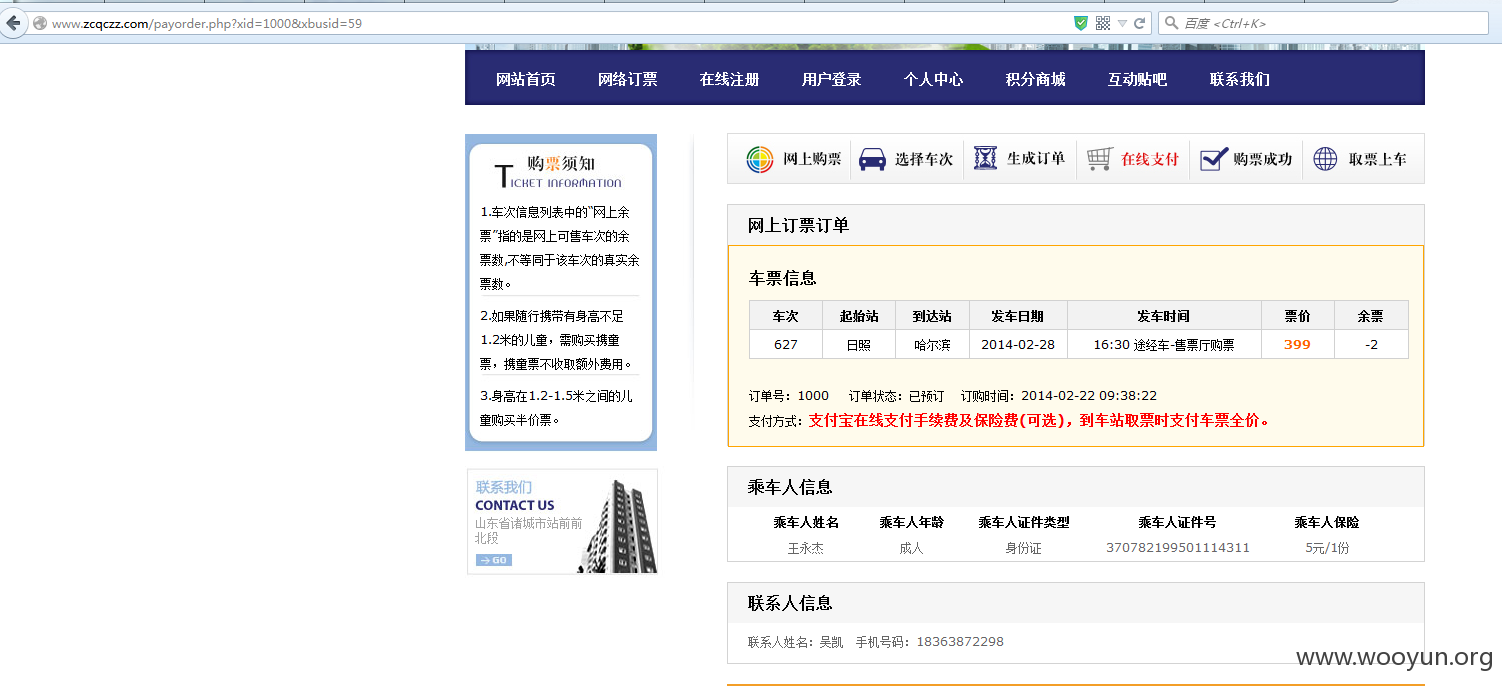 www.zcqczz.com/payorder.php?xid=1000&xbusid=59
百度 <Ctrl+K>
网站首页 网络订票 在线注册 用户登录 个人中心 积分商城 互动贴吧 联系我们
购票须知
TICKET INFORMATION
1.车次信息列表中的“网上余
票”指的是网上可售车次的余
票数,不等同于该车次的真实余
票数。
2.如果随行携带有身高不足
1.2米的儿童，需购买携童
票，携童票不收取额外费用。
3.身高在1.2-1.5米之间的儿
童购买半价票。
联系我们
CONTACT US
山东省诸城市站前前
北段
GO
网上购票 选择车次 生成订单 在线支付 购票成功 取票上车
网上订票订单
车票信息
车次 起始站 到达站 发车日期 发车时间 票价 余票
627 日照 哈尔滨 2014-02-28 16:30 途经车-售票厅购票 399 -2
订单号：1000 订单状态：已预订 订购时间：2014-02-22 09:38:22
支付方式：支付宝在线支付手续费及保险费(可选)，到车站取票时支付车票全价。
乘车人信息
乘车人姓名 乘车人年龄 乘车人证件类型 乘车人证件号 乘车人保险
王永杰 成人 身份证 370782199501114311 5元/1份
联系人信息
联系人姓名：吴凯 手机号码：18363872298
www.wooyun.org